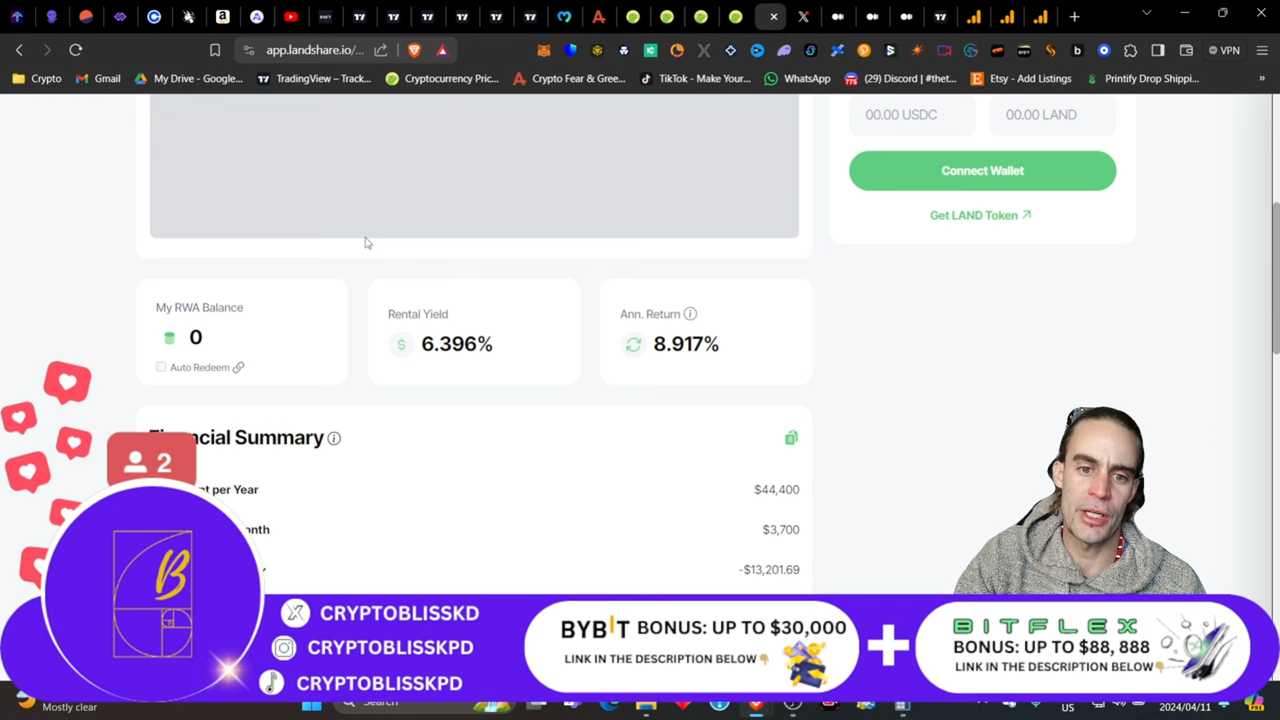 app.landshare.io/...
VPN
Crypto
Gmail
My Drive - Google...
TradingView – Track...
Cryptocurrency Pric...
Crypto Fear & Gree...
TikTok - Make Your...
WhatsApp
(29) Discord | #thet...
Etsy - Add Listings
Printify Drop Shippi...
»
00.00 USDC
00.00 LAND
Connect Wallet
Get LAND Token
My RWA Balance
0
Auto Redeem
Rental Yield
$
6.396%
Ann. Return
8.917%
Financial Summary
2
nt per Year
$44,400
onth
$3,700
-$13,201.69
B
CRYPTOBLISSKD
CRYPTOBLISSKPD
CRYPTOBLISSKPD
BYBIT BONUS: UP TO $30,000
LINK IN THE DESCRIPTION BELOW
+
BITFLEX
BONUS: UP TO $88, 888
LINK IN THE DESCRIPTION BELOW
Mostly clear
Search
US
2024/04/11